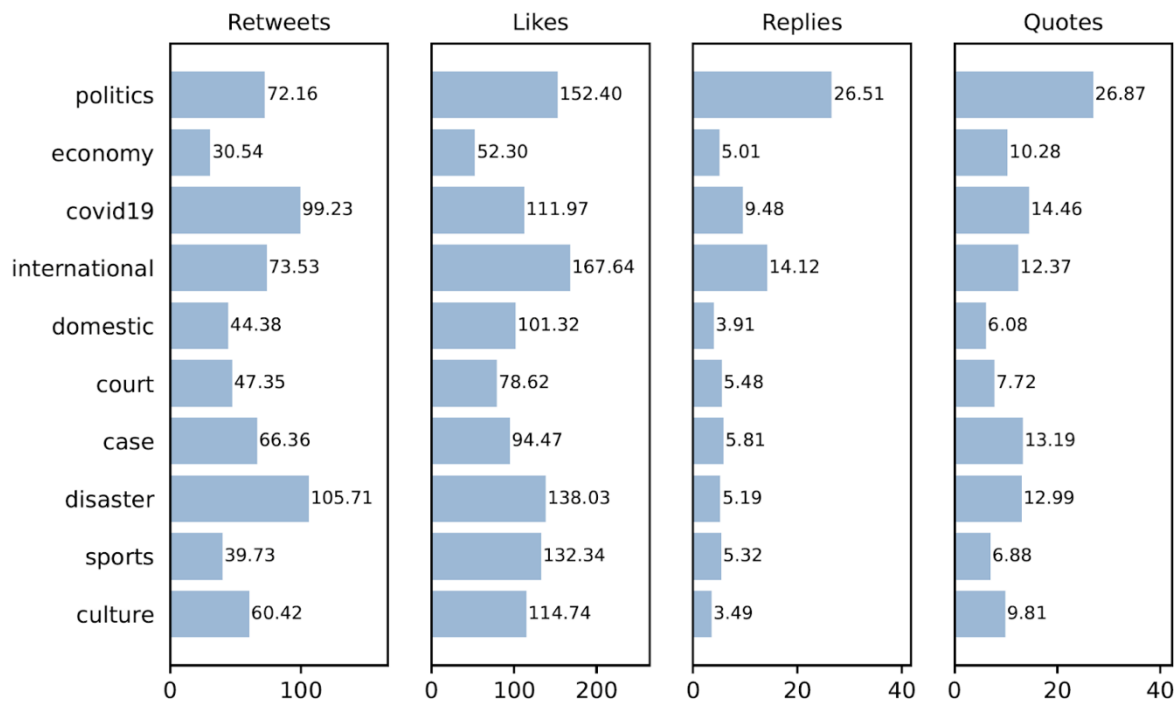 Retweets Likes Replies Quotes
politics 72.16 152.40 26.51 26.87
economy 30.54 52.30 5.01 10.28
covid19 99.23 111.97 9.48 14.46
international 73.53 167.64 14.12 12.37
domestic 44.38 101.32 3.91 6.08
court 47.35 78.62 5.48 7.72
case 66.36 94.47 5.81 13.19
disaster 105.71 138.03 5.19 12.99
sports 39.73 132.34 5.32 6.88
culture 60.42 114.74 3.49 9.81
0 100 0 100 200 0 20 40 0 20 40